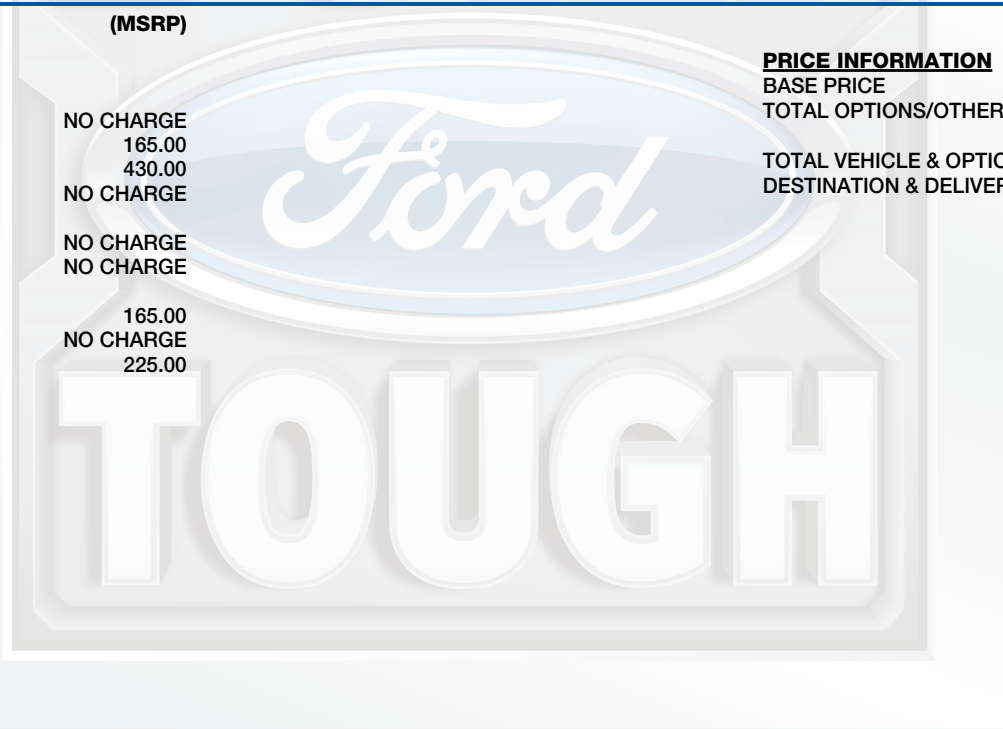 (MSRP)
NO CHARGE
165.00
430.00
NO CHARGE
NO CHARGE
NO CHARGE
165.00
NO CHARGE
225.00
PRICE INFORMATION
BASE PRICE
TOTAL OPTIONS/OTHER
TOTAL VEHICLE & OPTIO
DESTINATION & DELIVER
Ford
TOUGH